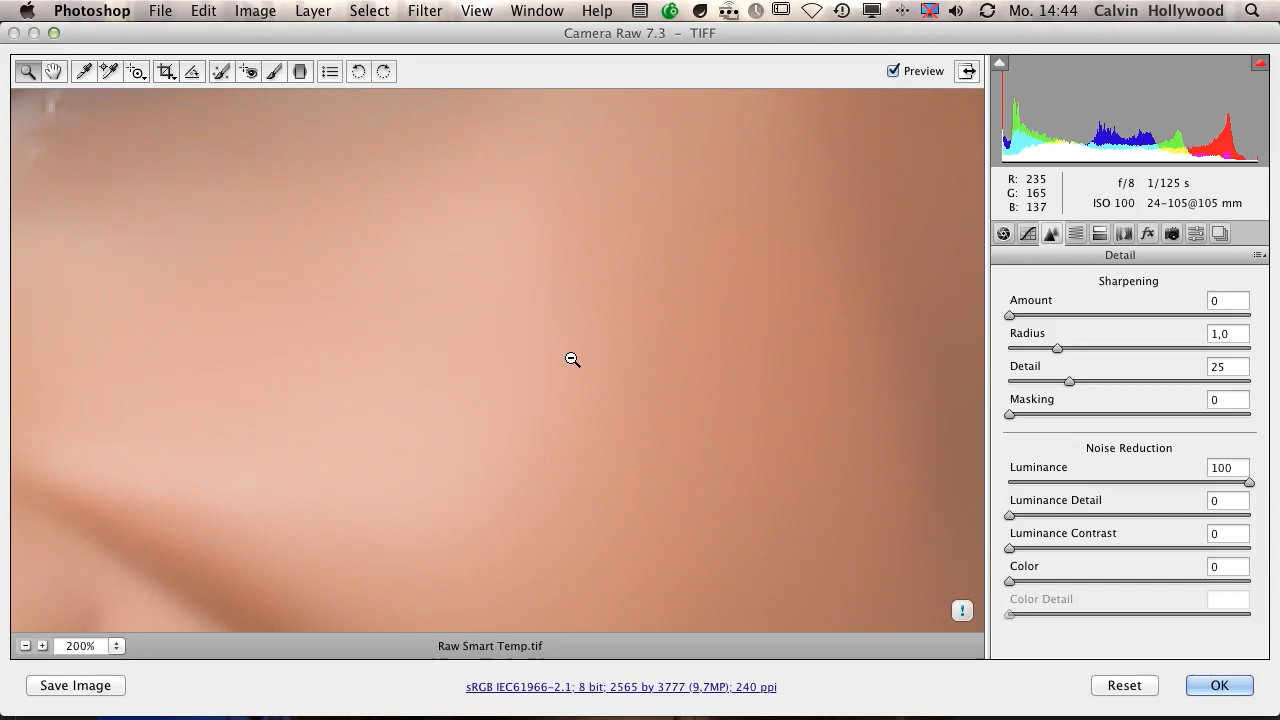 Photoshop File Edit Image Layer Select Filter View Window Help Mo. 14:44 Calvin Hollywood
Camera Raw 7.3 – TIFF
Preview
R: 235
G: 165
B: 137
f/8 1/125 s
ISO 100 24-105@105 mm
fx
Detail
Sharpening
Amount 0
Radius 1,0
Detail 25
Masking 0
Noise Reduction
Luminance 100
Luminance Detail 0
Luminance Contrast 0
Color 0
Color Detail
200% Raw Smart Temp.tif
Save Image sRGB IEC61966-2.1; 8 bit; 2565 by 3777 (9,7MP); 240 ppi Reset OK